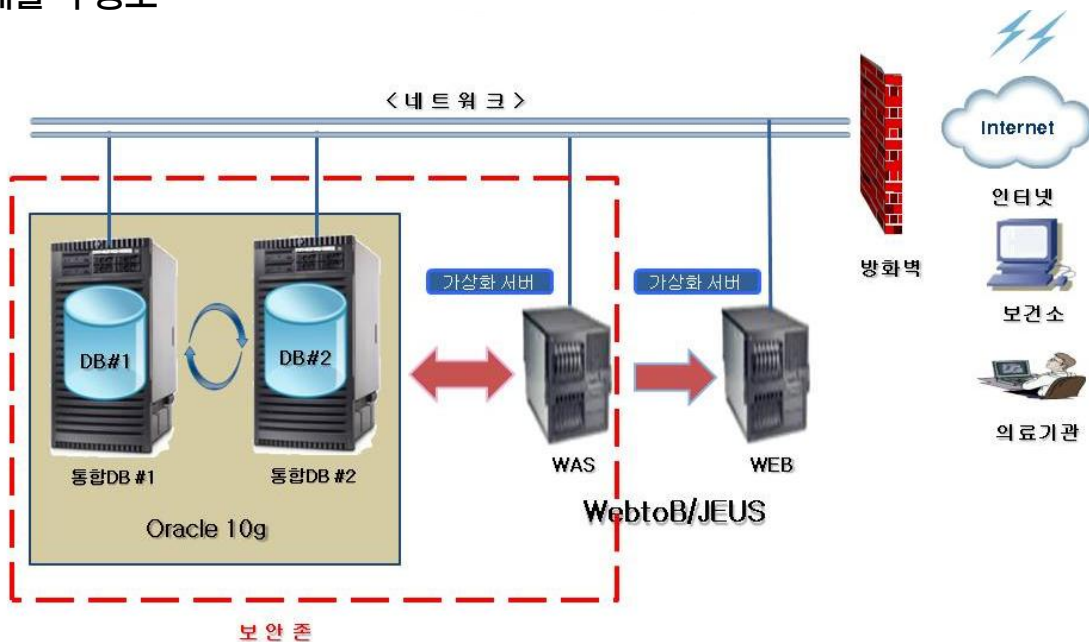 <네트워크>
Internet
인터넷
방화벽
보건소
의료기관
가상화 서버
가상화 서버
DB#1
DB#2
통합DB #1
통합DB #2
Oracle 10g
WAS
WEB
WebtoB/JEUS
보안존